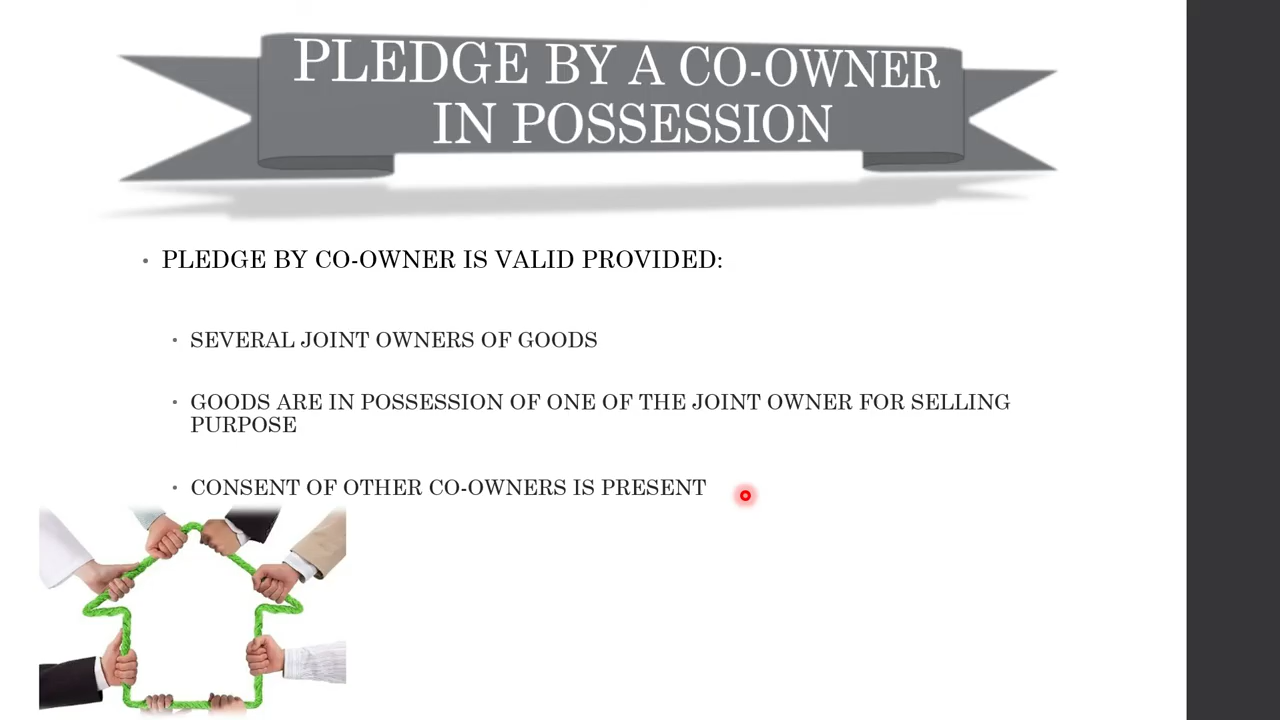 PLEDGE BY A CO-OWNER
IN POSSESSION
• PLEDGE BY CO-OWNER IS VALID PROVIDED:
• SEVERAL JOINT OWNERS OF GOODS
• GOODS ARE IN POSSESSION OF ONE OF THE JOINT OWNER FOR SELLING
PURPOSE
• CONSENT OF OTHER CO-OWNERS IS PRESENT